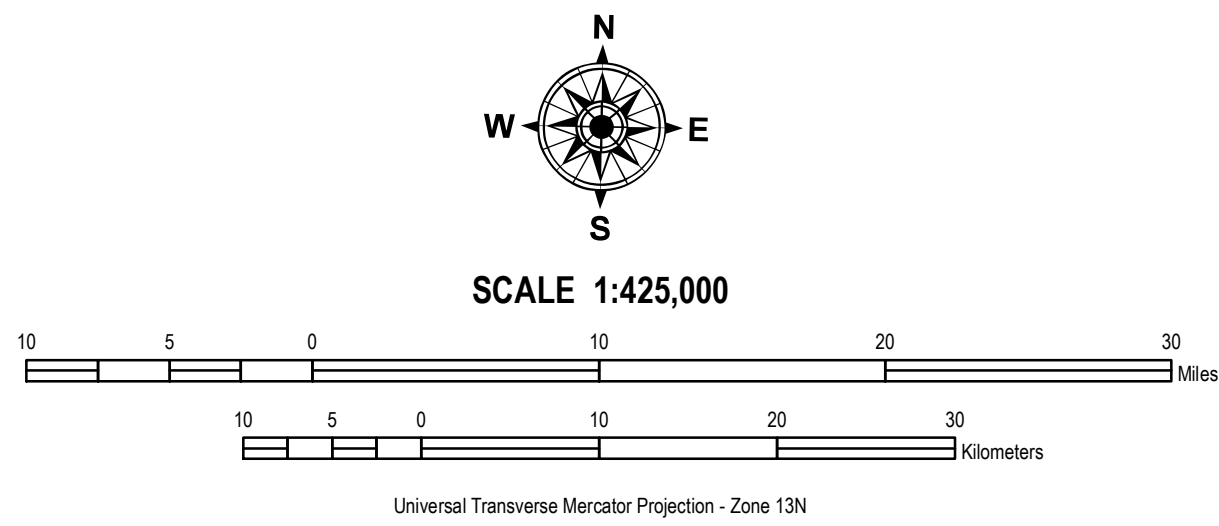 N
W E
S
SCALE 1:425,000
10 5 0 10 20 30
Miles
10 5 0 10 20 30
Kilometers
Universal Transverse Mercator Projection - Zone 13N